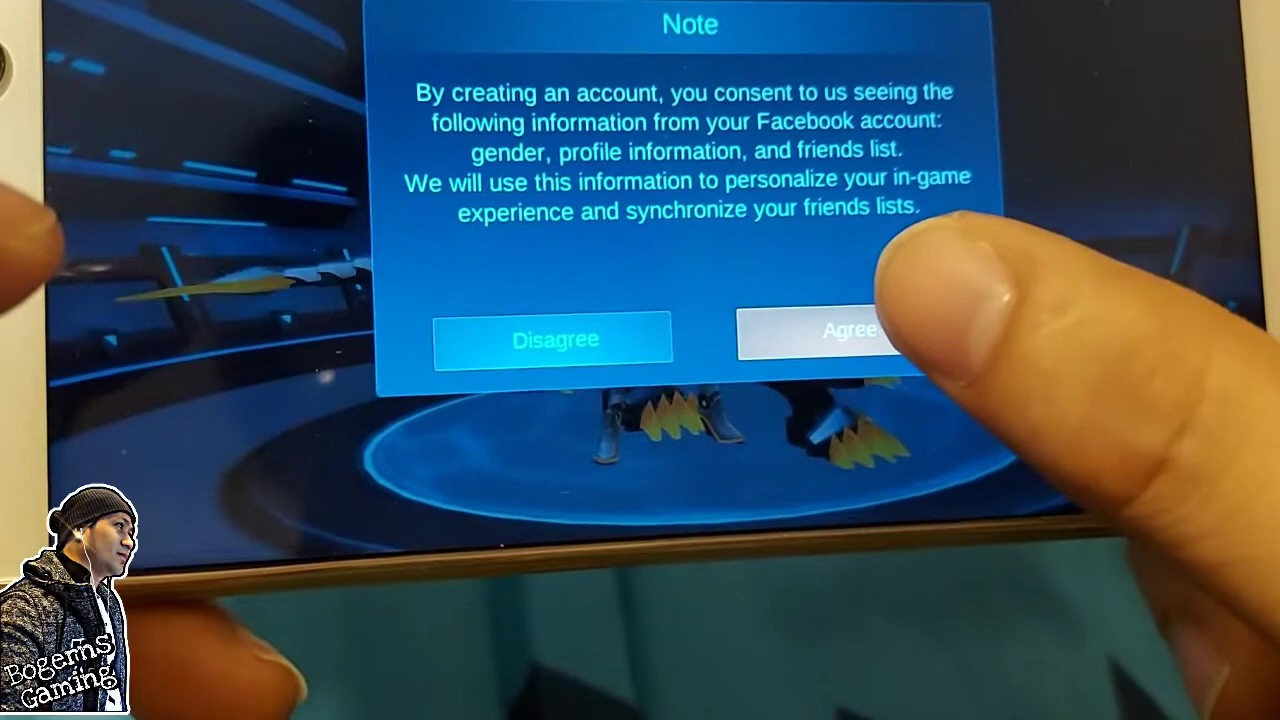 Note
By creating an account, you consent to us seeing the
following information from your Facebook account:
gender, profile information, and friends list.
We will use this information to personalize your in-game
experience and synchronize your friends lists.
Disagree
Agree
Bogerns
Gaming